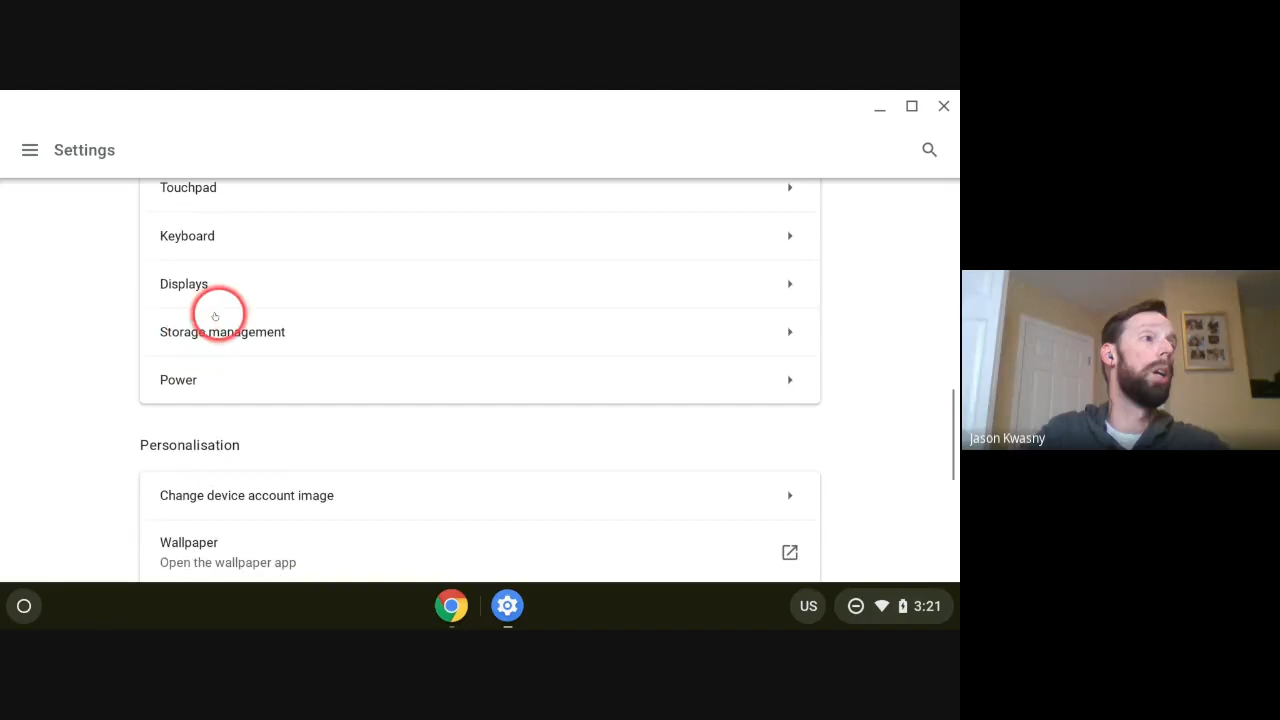 Settings
Touchpad
Keyboard
Displays
Storage management
Power
Personalisation
Change device account image
Wallpaper
Open the wallpaper app
US
3:21
Jason Kwasny